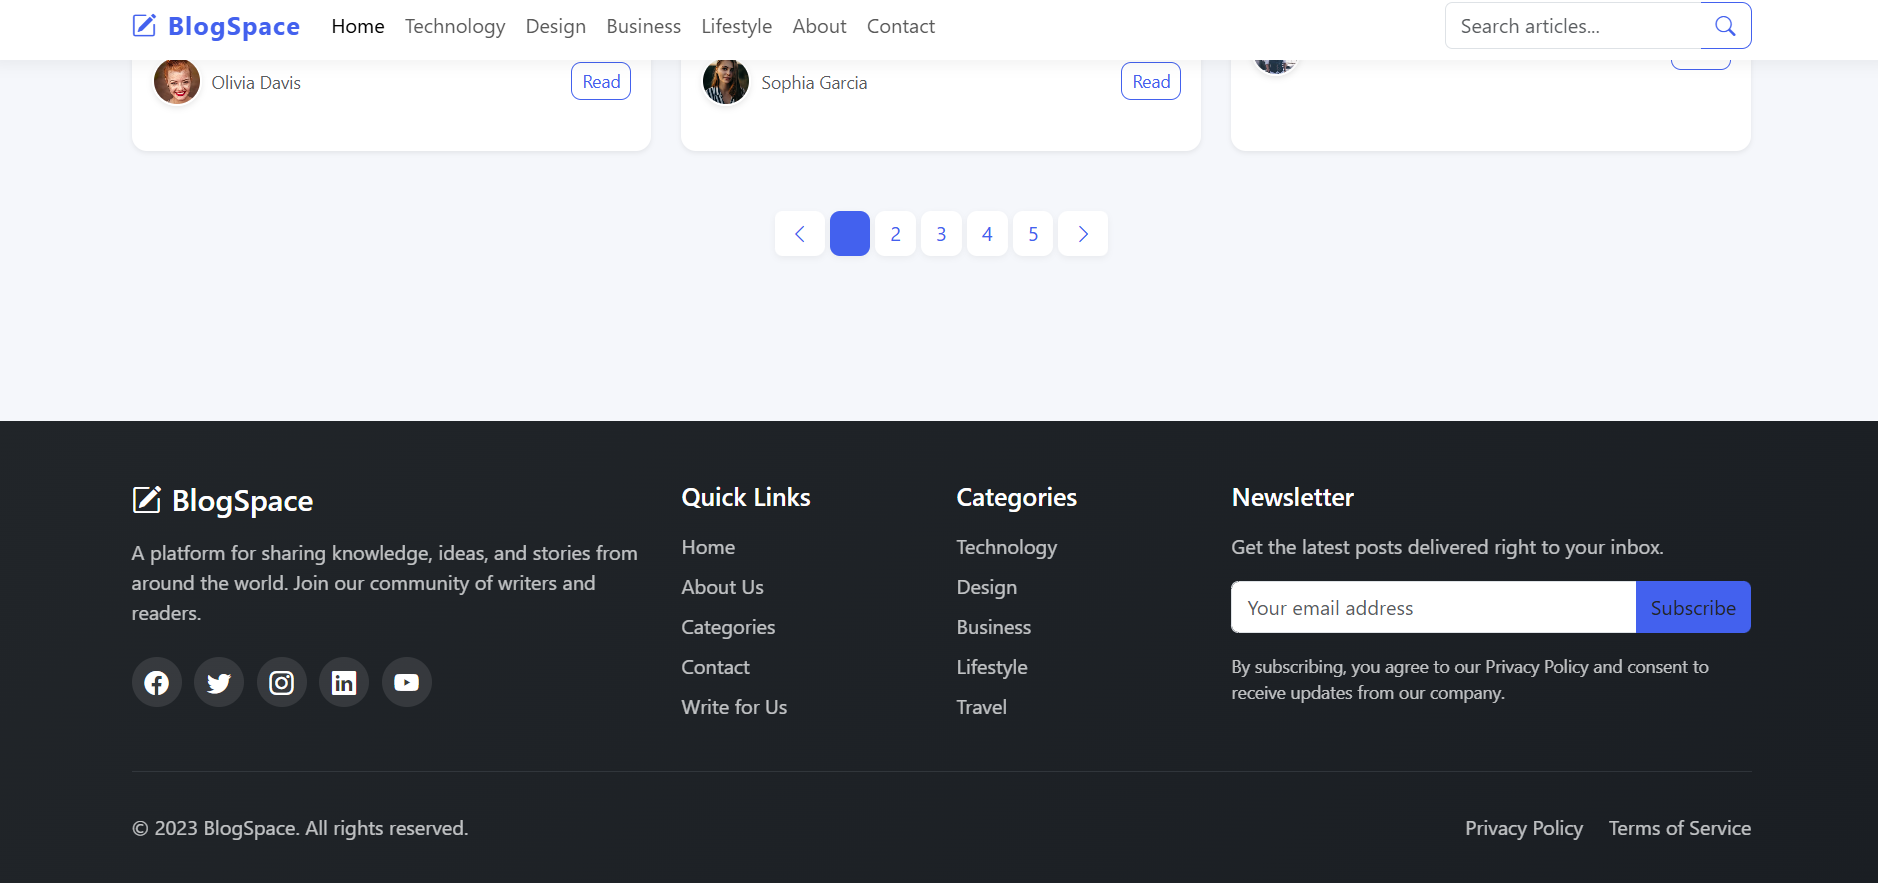 BlogSpace
Home Technology Design Business Lifestyle About Contact
Search articles...
Olivia Davis
Read
Sophia Garcia
Read
2 3 4 5
BlogSpace
A platform for sharing knowledge, ideas, and stories from
around the world. Join our community of writers and
readers.
Quick Links
Home
About Us
Categories
Contact
Write for Us
Categories
Technology
Design
Business
Lifestyle
Travel
Newsletter
Get the latest posts delivered right to your inbox.
Your email address
Subscribe
By subscribing, you agree to our Privacy Policy and consent to
receive updates from our company.
© 2023 BlogSpace. All rights reserved.
Privacy Policy Terms of Service